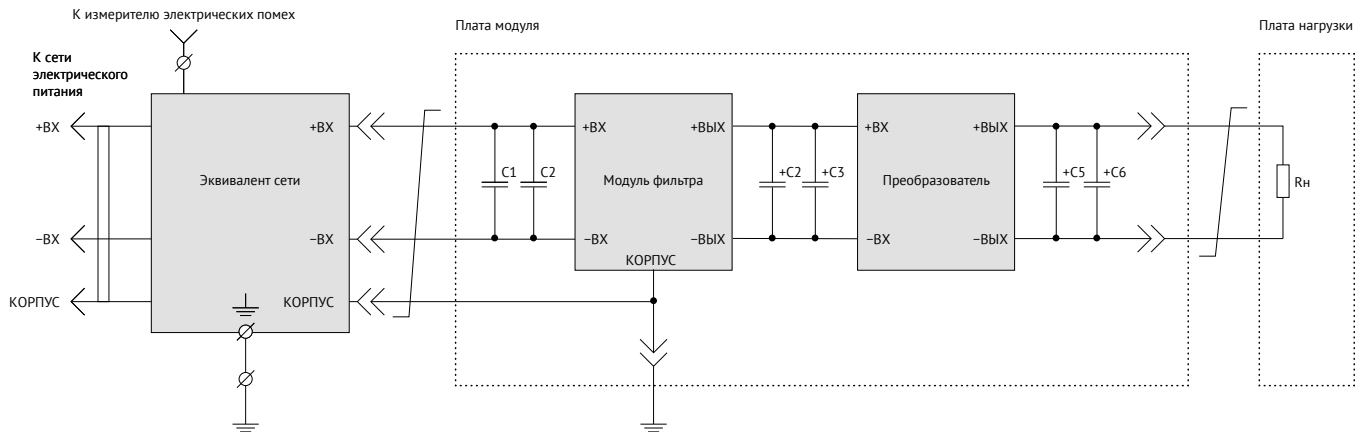 К измерителю электрических помех
Плата модуля
Плата нагрузки
К сети
электрического
питания
+ВХ
+ВХ
+ВХ
+ВЫХ
+ВХ
+ВЫХ
Эквивалент сети
C1
C2
Модуль фильтра
+C2
+C3
Преобразователь
+C5
+C6
Rн
−ВХ
−ВХ
−ВХ
−ВЫХ
−ВХ
−ВЫХ
КОРПУС
КОРПУС
КОРПУС